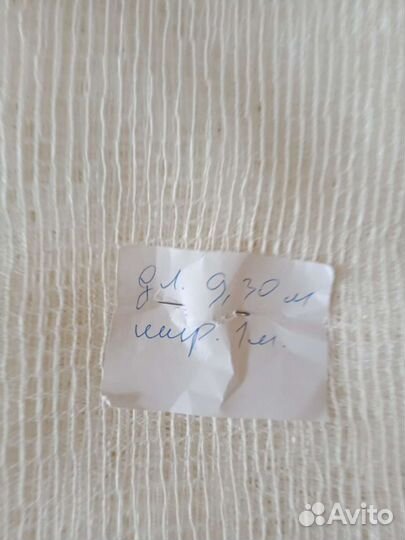 дл. 9,30 м
шир. 1 м.
Avito